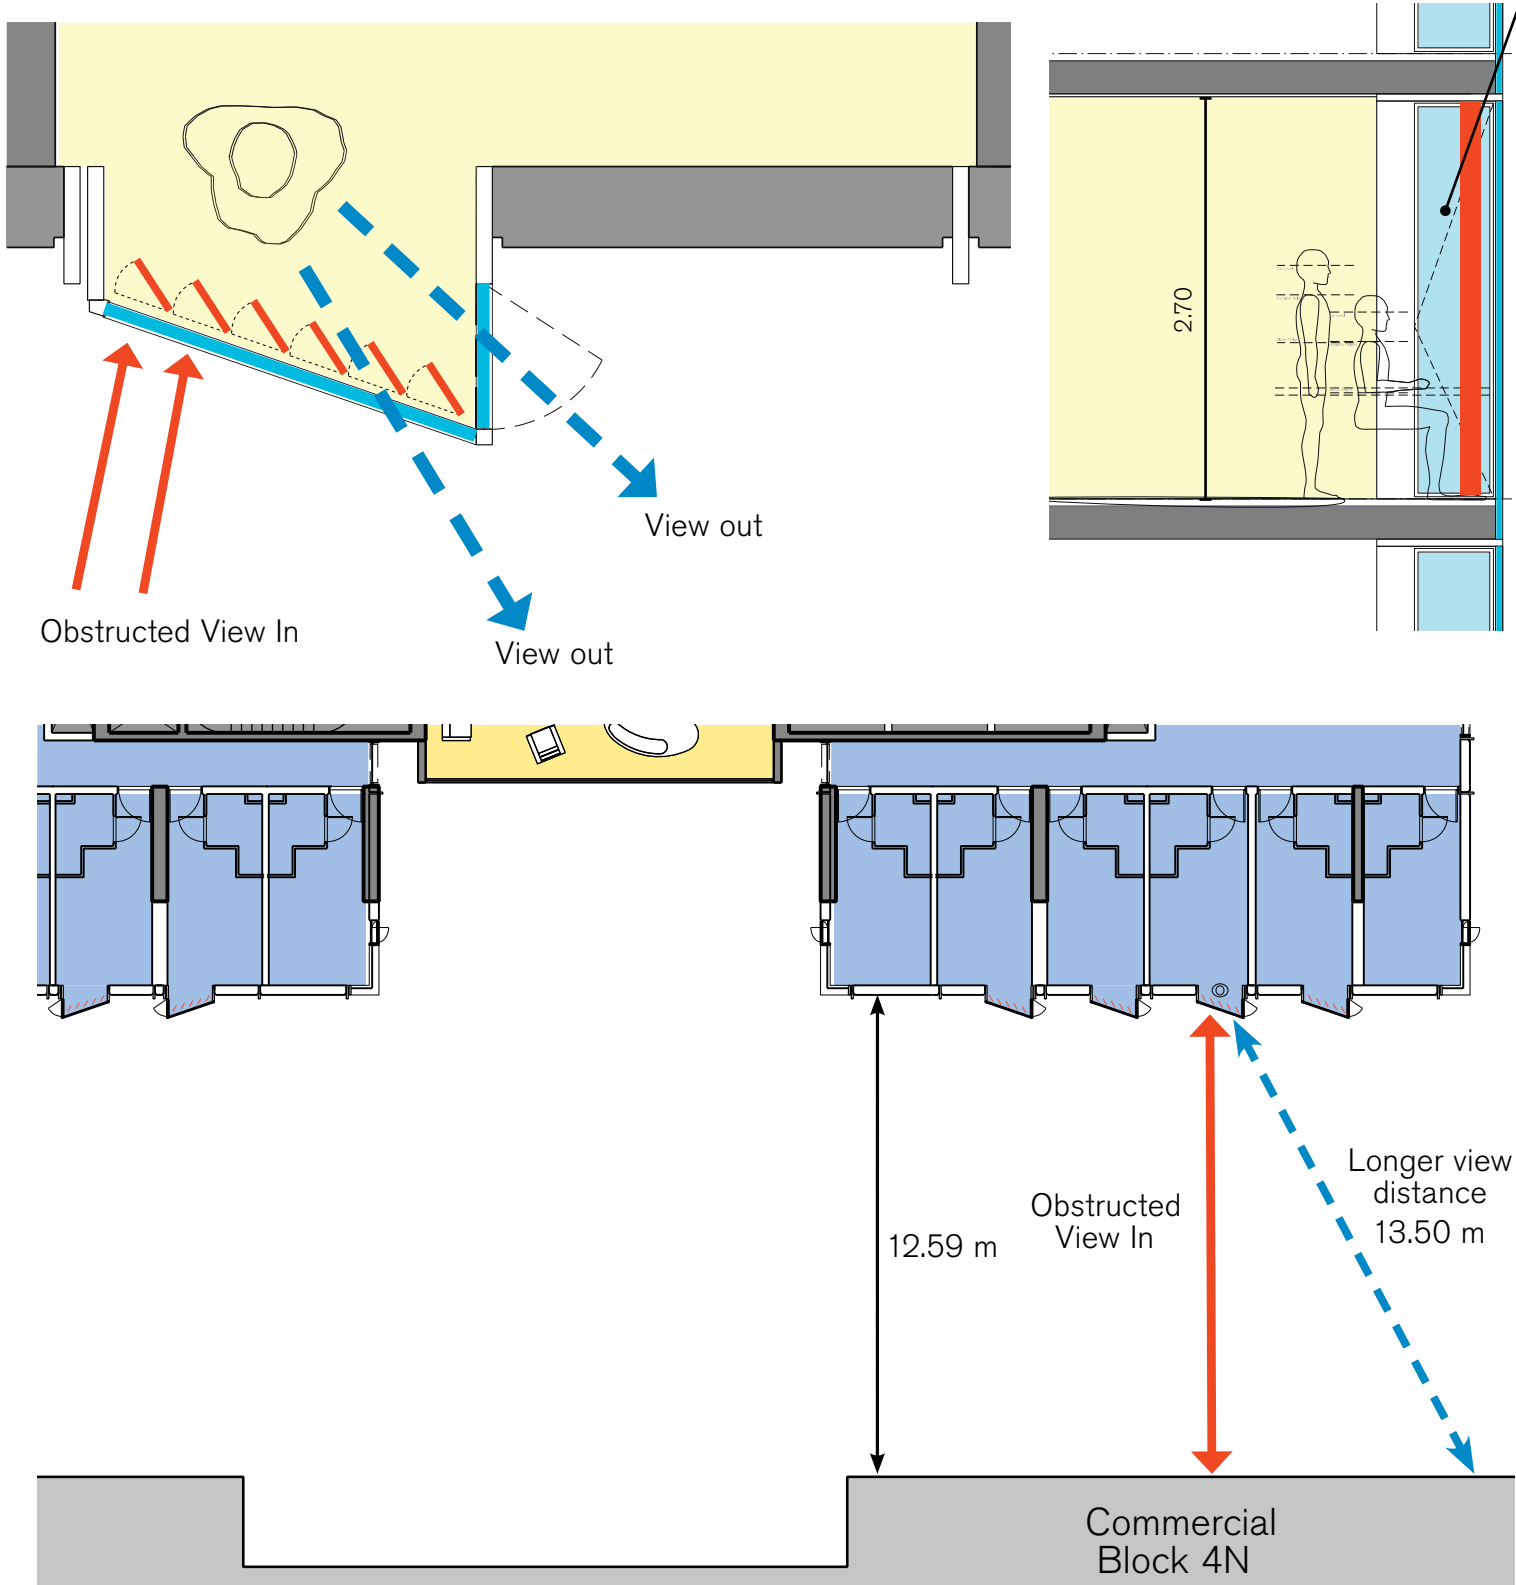 2.70
View out
Obstructed View In
View out
Longer view
distance
13.50 m
Obstructed
View In
12.59 m
Commercial
Block 4N